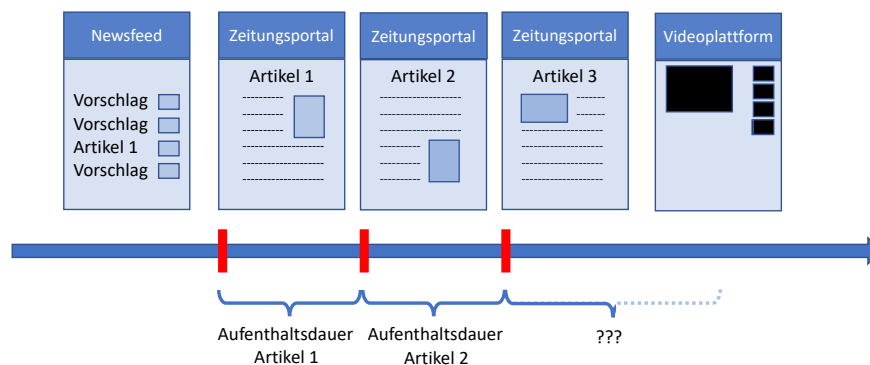 Newsfeed
Vorschlag
Vorschlag
Artikel 1
Vorschlag
Zeitungsportal
Artikel 1
Zeitungsportal
Artikel 2
Zeitungsportal
Artikel 3
Videoplattform
Aufenthaltsdauer
Artikel 1
Aufenthaltsdauer
Artikel 2
???